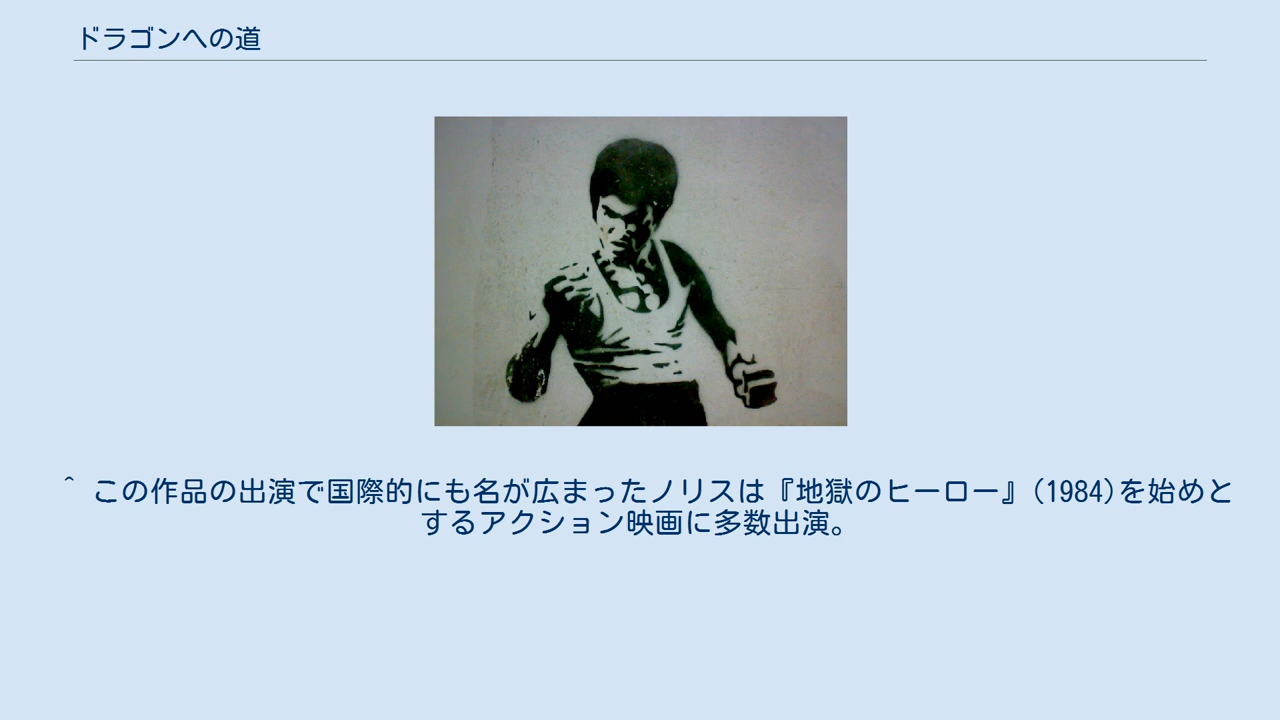 ドラゴンへの道
^ この作品の出演で国際的にも名が広まったノリスは『地獄のヒーロー』(1984)を始めと
するアクション映画に多数出演。